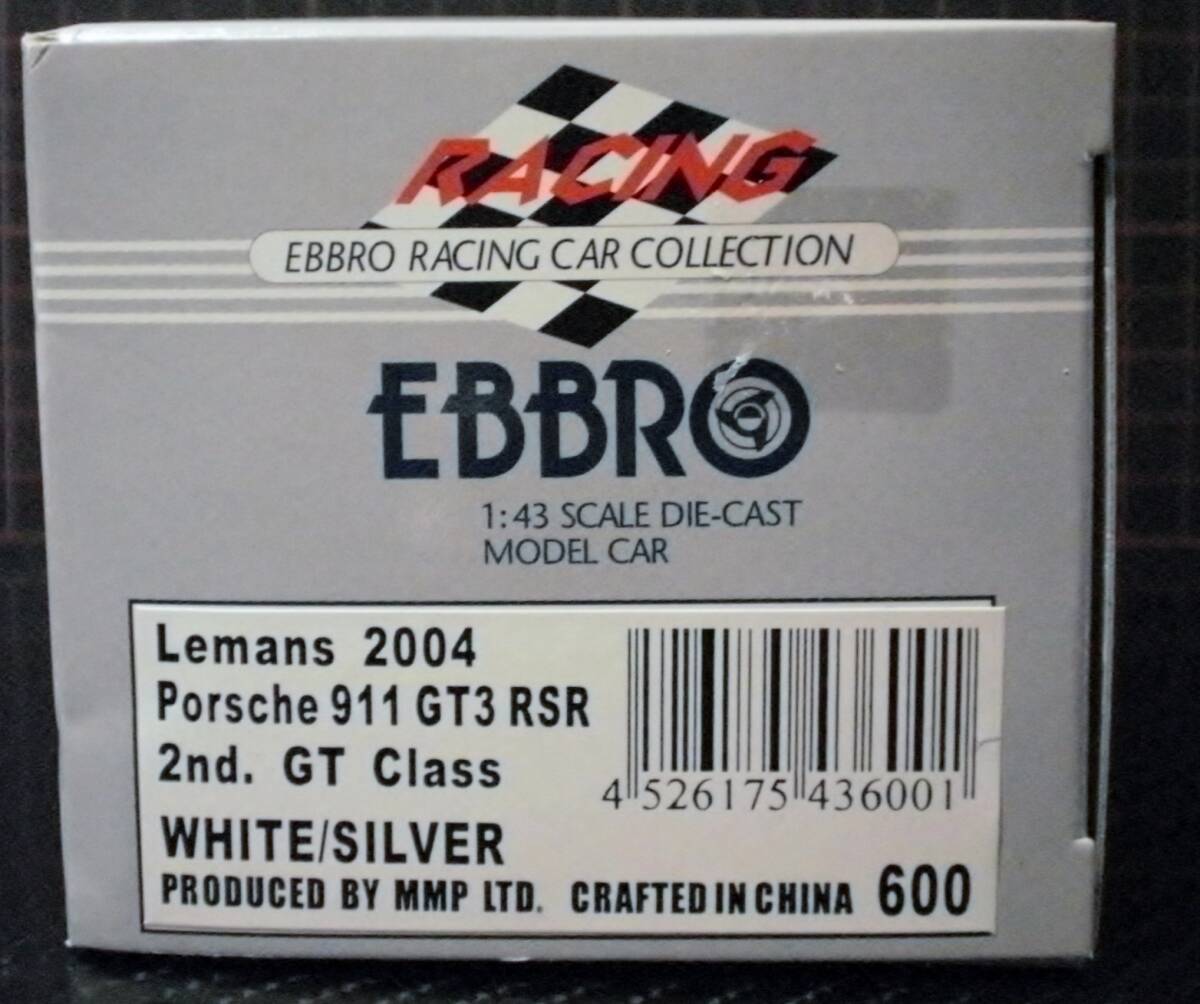 RACING
EBBRO RACING CAR COLLECTION
EBBRO
1:43 SCALE DIE-CAST
MODEL CAR
Lemans 2004
Porsche 911 GT3 RSR
2nd. GT Class
4 526175 436001
WHITE/SILVER
PRODUCED BY MMP LTD. CRAFTED IN CHINA 600